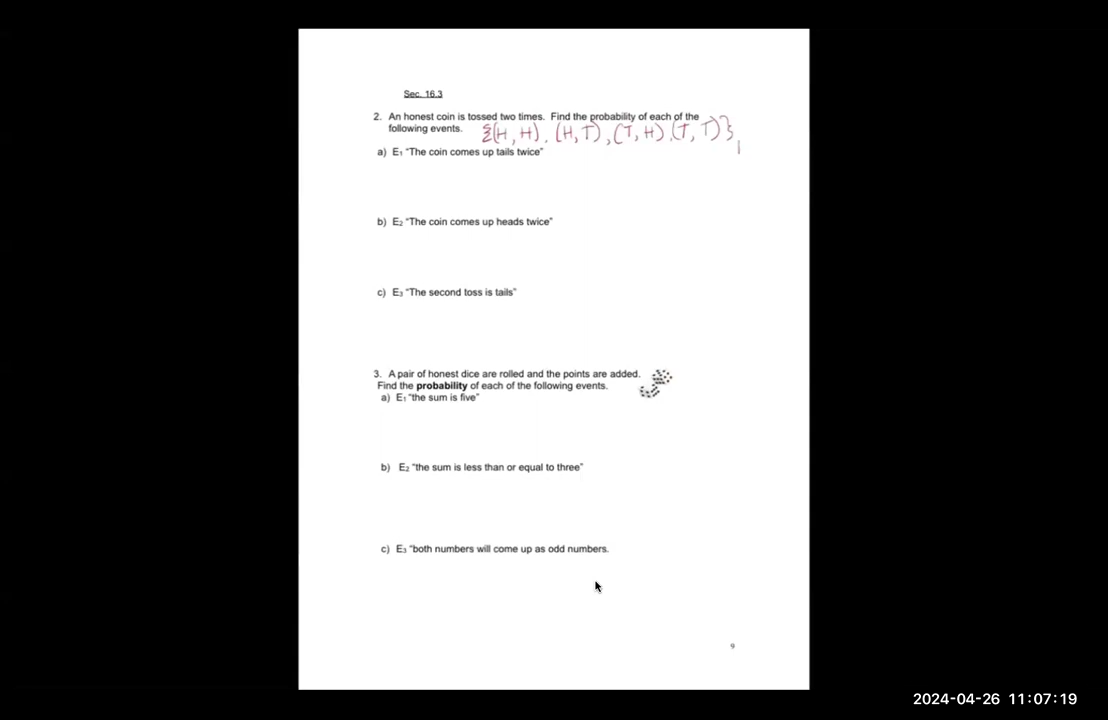 Sec. 16.3
2. An honest coin is tossed two times. Find the probability of each of the
following events. {(H, H), (H, T), (T, H), (T, T)}
a) E₁ "The coin comes up tails twice"
b) E₂ "The coin comes up heads twice"
c) E₃ "The second toss is tails"
3. A pair of honest dice are rolled and the points are added.
Find the probability of each of the following events.
a) E₁ "the sum is five"
b) E₂ "the sum is less than or equal to three"
c) E₃ "both numbers will come up as odd numbers.
9
2024-04-26 11:07:19